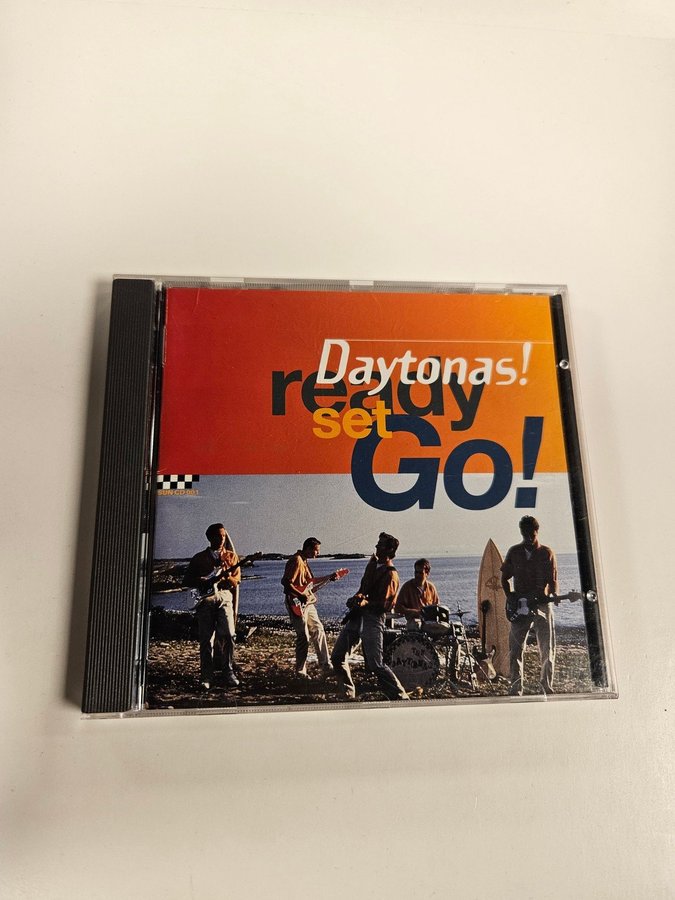 Daytonas!
ready
set
Go!
SUN CD 001
THE
DAYTONAS